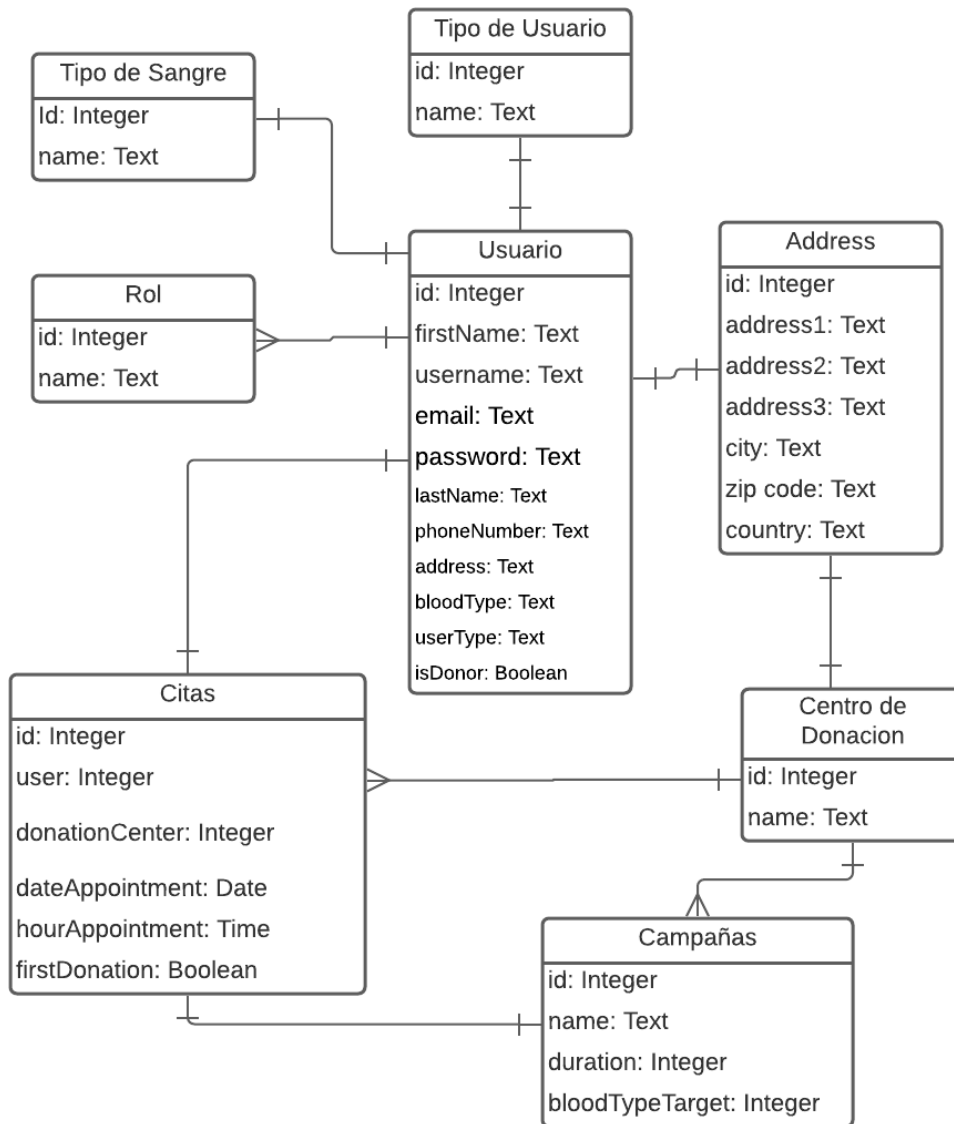 Tipo de Usuario
id: Integer
name: Text
Tipo de Sangre
Id: Integer
name: Text
Usuario
id: Integer
firstName: Text
username: Text
email: Text
password: Text
lastName: Text
phoneNumber: Text
address: Text
bloodType: Text
userType: Text
isDonor: Boolean
Address
id: Integer
address1: Text
address2: Text
address3: Text
city: Text
zip code: Text
country: Text
Rol
id: Integer
name: Text
Citas
id: Integer
user: Integer
donationCenter: Integer
dateAppointment: Date
hourAppointment: Time
firstDonation: Boolean
Centro de
Donacion
id: Integer
name: Text
Campañas
id: Integer
name: Text
duration: Integer
bloodTypeTarget: Integer